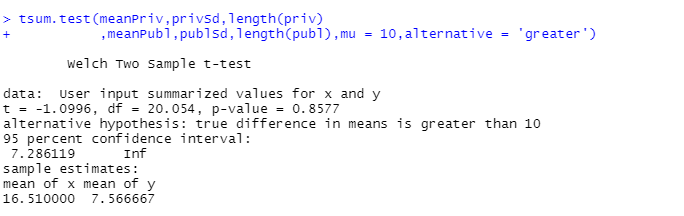 > tsum.test(meanPriv,privSd,length(priv)
+ ,meanPubl,publSd,length(publ),mu = 10,alternative = 'greater')
Welch Two Sample t-test
data: User input summarized values for x and y
t = -1.0996, df = 20.054, p-value = 0.8577
alternative hypothesis: true difference in means is greater than 10
95 percent confidence interval:
7.286119 Inf
sample estimates:
mean of x mean of y
16.510000 7.566667